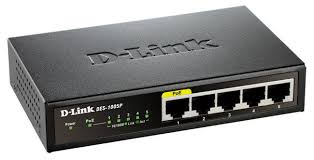 D-Link DES-1005P
PoE
Power
PoE
1 2 3 4 5
D-Link